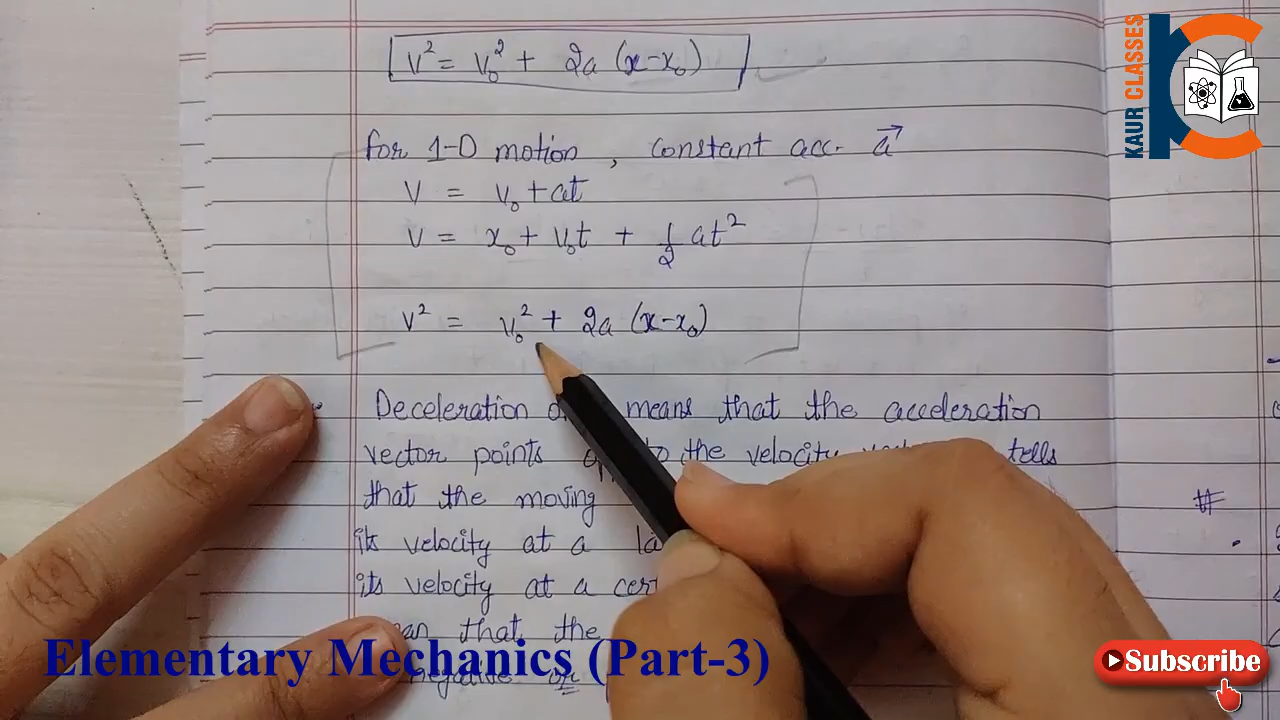 v² = v₀² + 2a (x-x₀)
KAUR CLASSES
for 1-D motion , constant acc. a⃗
v = v₀ + at
v = x₀ + v₀t + ½ at²
v² = v₀² + 2a (x-x₀)
Deceleration means that the acceleration
vector points to the velocity tells
that the moving
its velocity at a
its velocity at a
that the
Elementary Mechanics (Part-3)
Subscribe
negative or
#